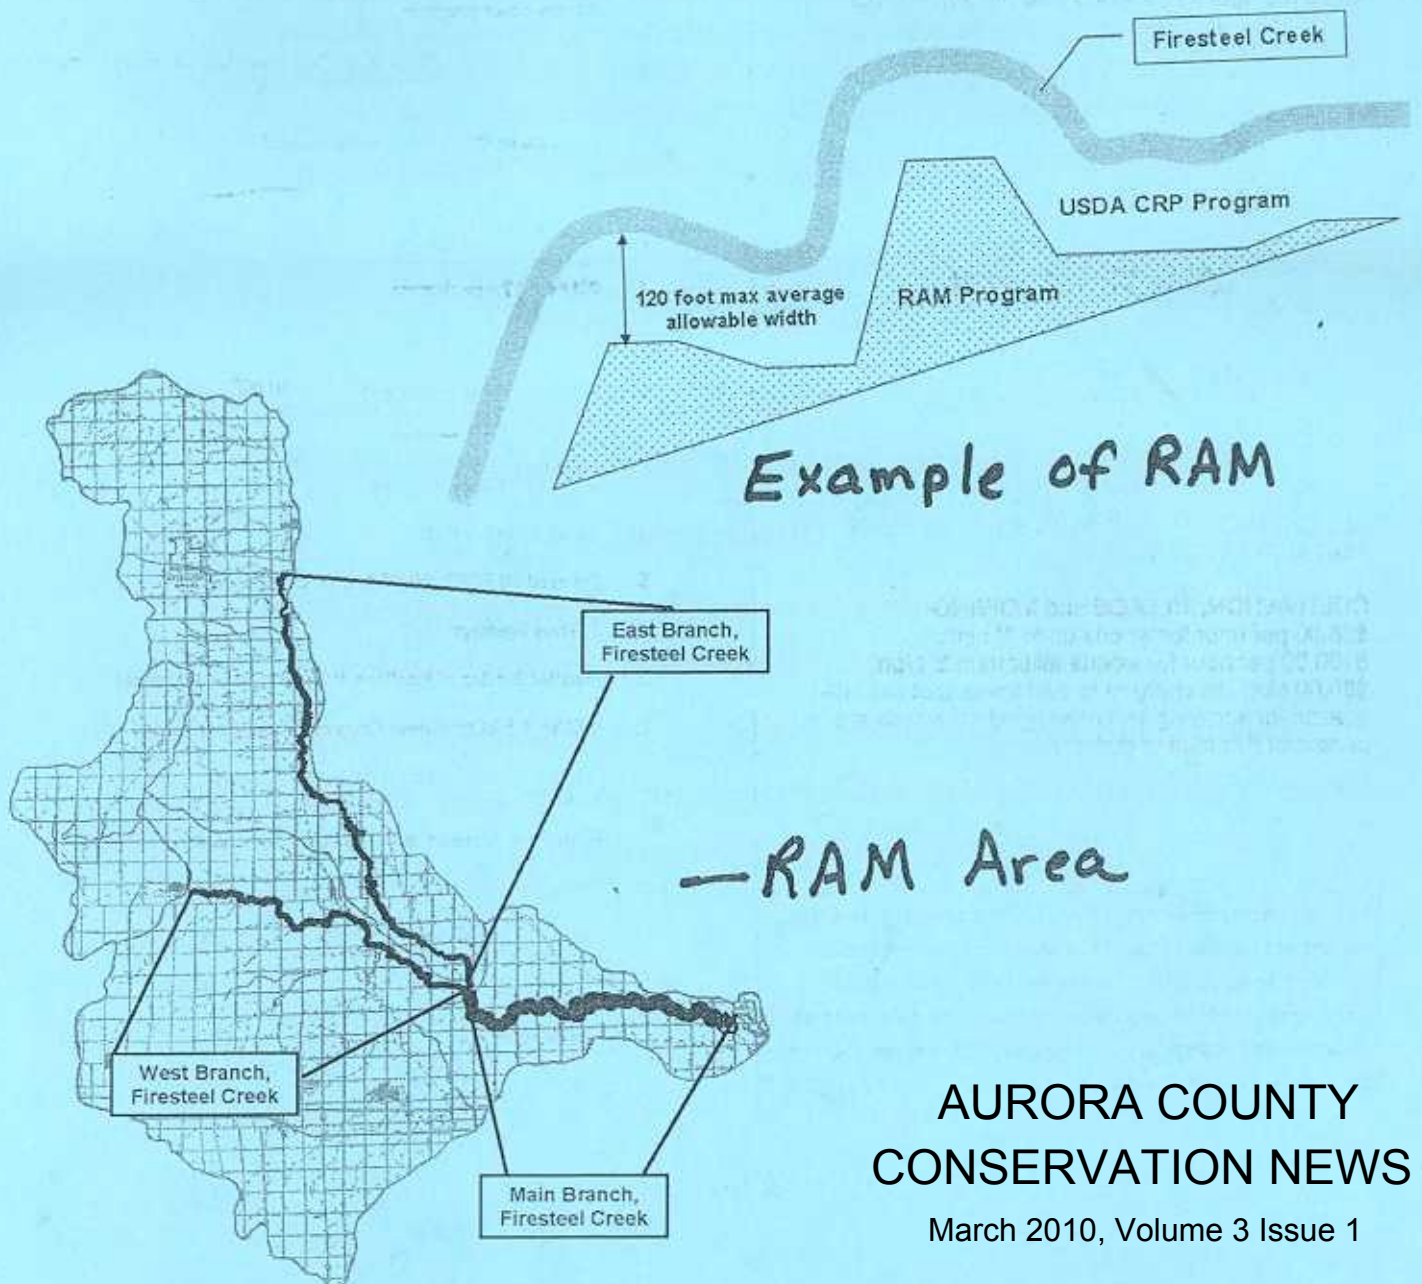 Firesteel Creek
USDA CRP Program
120 foot max average
allowable width
RAM Program
Example of RAM
East Branch,
Firesteel Creek
—RAM Area
West Branch,
Firesteel Creek
Main Branch,
Firesteel Creek
AURORA COUNTY
CONSERVATION NEWS
March 2010, Volume 3 Issue 1